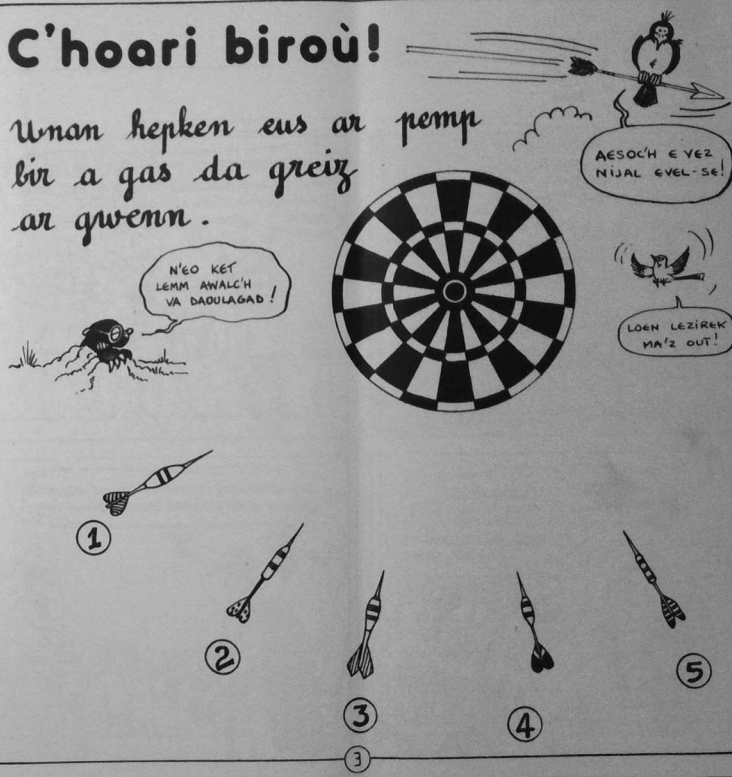 C'hoari biroù!
Unan hepken eus ar pemp
bir a gas da greiz
ar gwenn.
AESOC'H E VEZ
NIJAL EVEL-SE!
N'EO KET
LEMM AWALC'H
VA DAOULAGAD!
LOEN LEZIREK
MA'Z OUT!
1
2
3
4
5
3